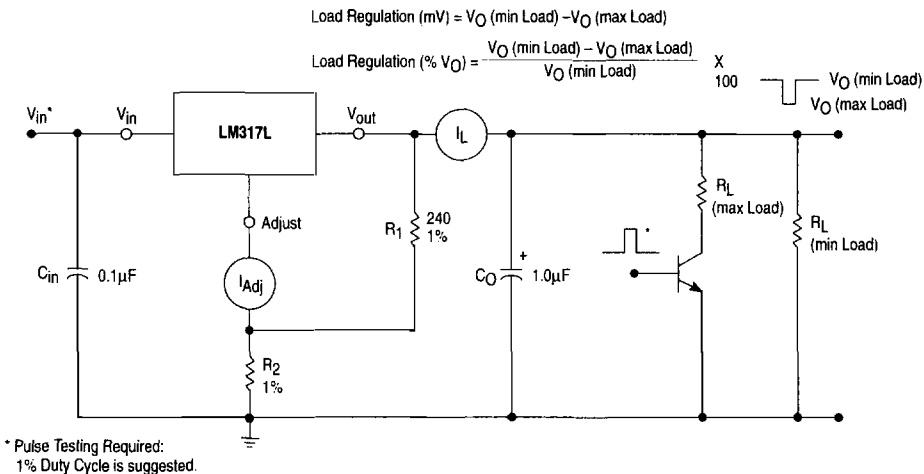 Load Regulation (mV) = VO (min Load) –VO (max Load)
Load Regulation (% VO) = VO (min Load) – VO (max Load)
VO (min Load)
X
100
VO (min Load)
VO (max Load)
Vin*
Vin
LM317L
Vout
IL
Adjust
R1
240
1%
RL
(max Load)
RL
(min Load)
*
Cin
0.1µF
IAdj
CO
+
1.0µF
R2
1%
* Pulse Testing Required:
1% Duty Cycle is suggested.